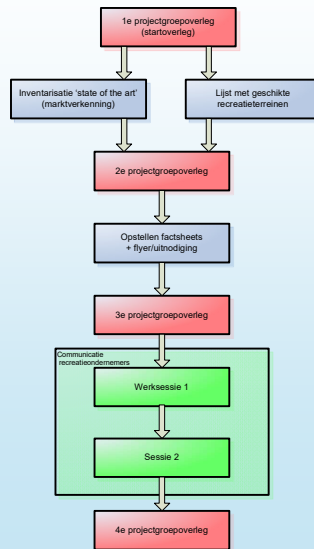 1e projectgroepoverleg
(startoverleg)
Inventarisatie ‘state of the art’
(marktverkenning)
Lijst met geschikte
recreatieterreinen
2e projectgroepoverleg
Opstellen factsheets
+ flyer/uitnodiging
3e projectgroepoverleg
Communicatie
recreatieondernemers
Werksessie 1
Sessie 2
4e projectgroepoverleg